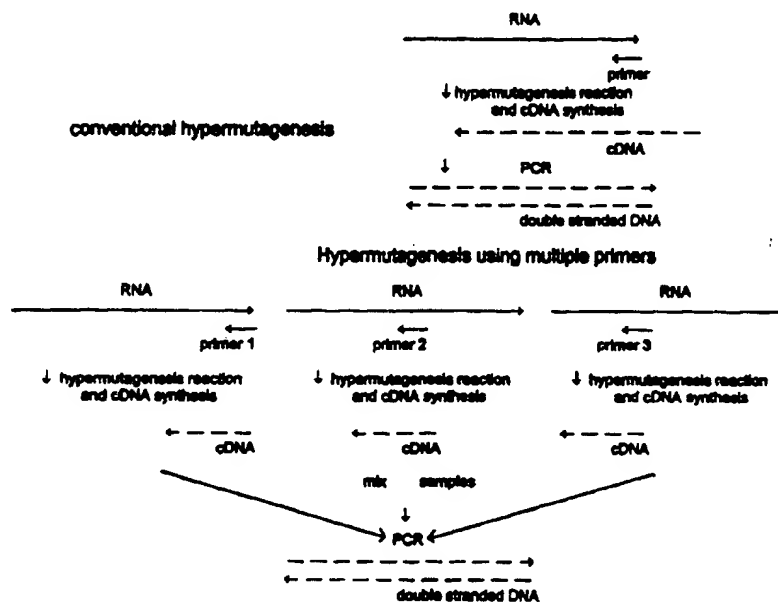 RNA
primer
↓ hypermutagenesis reaction
and cDNA synthesis
conventional hypermutagenesis
cDNA
↓ PCR
double stranded DNA
Hypermutagenesis using multiple primers
RNA RNA RNA
primer 1 primer 2 primer 3
↓ hypermutagenesis reaction ↓ hypermutagenesis reaction ↓ hypermutagenesis reaction
and cDNA synthesis and cDNA synthesis and cDNA synthesis
cDNA cDNA cDNA
mix samples
↓
PCR
double stranded DNA